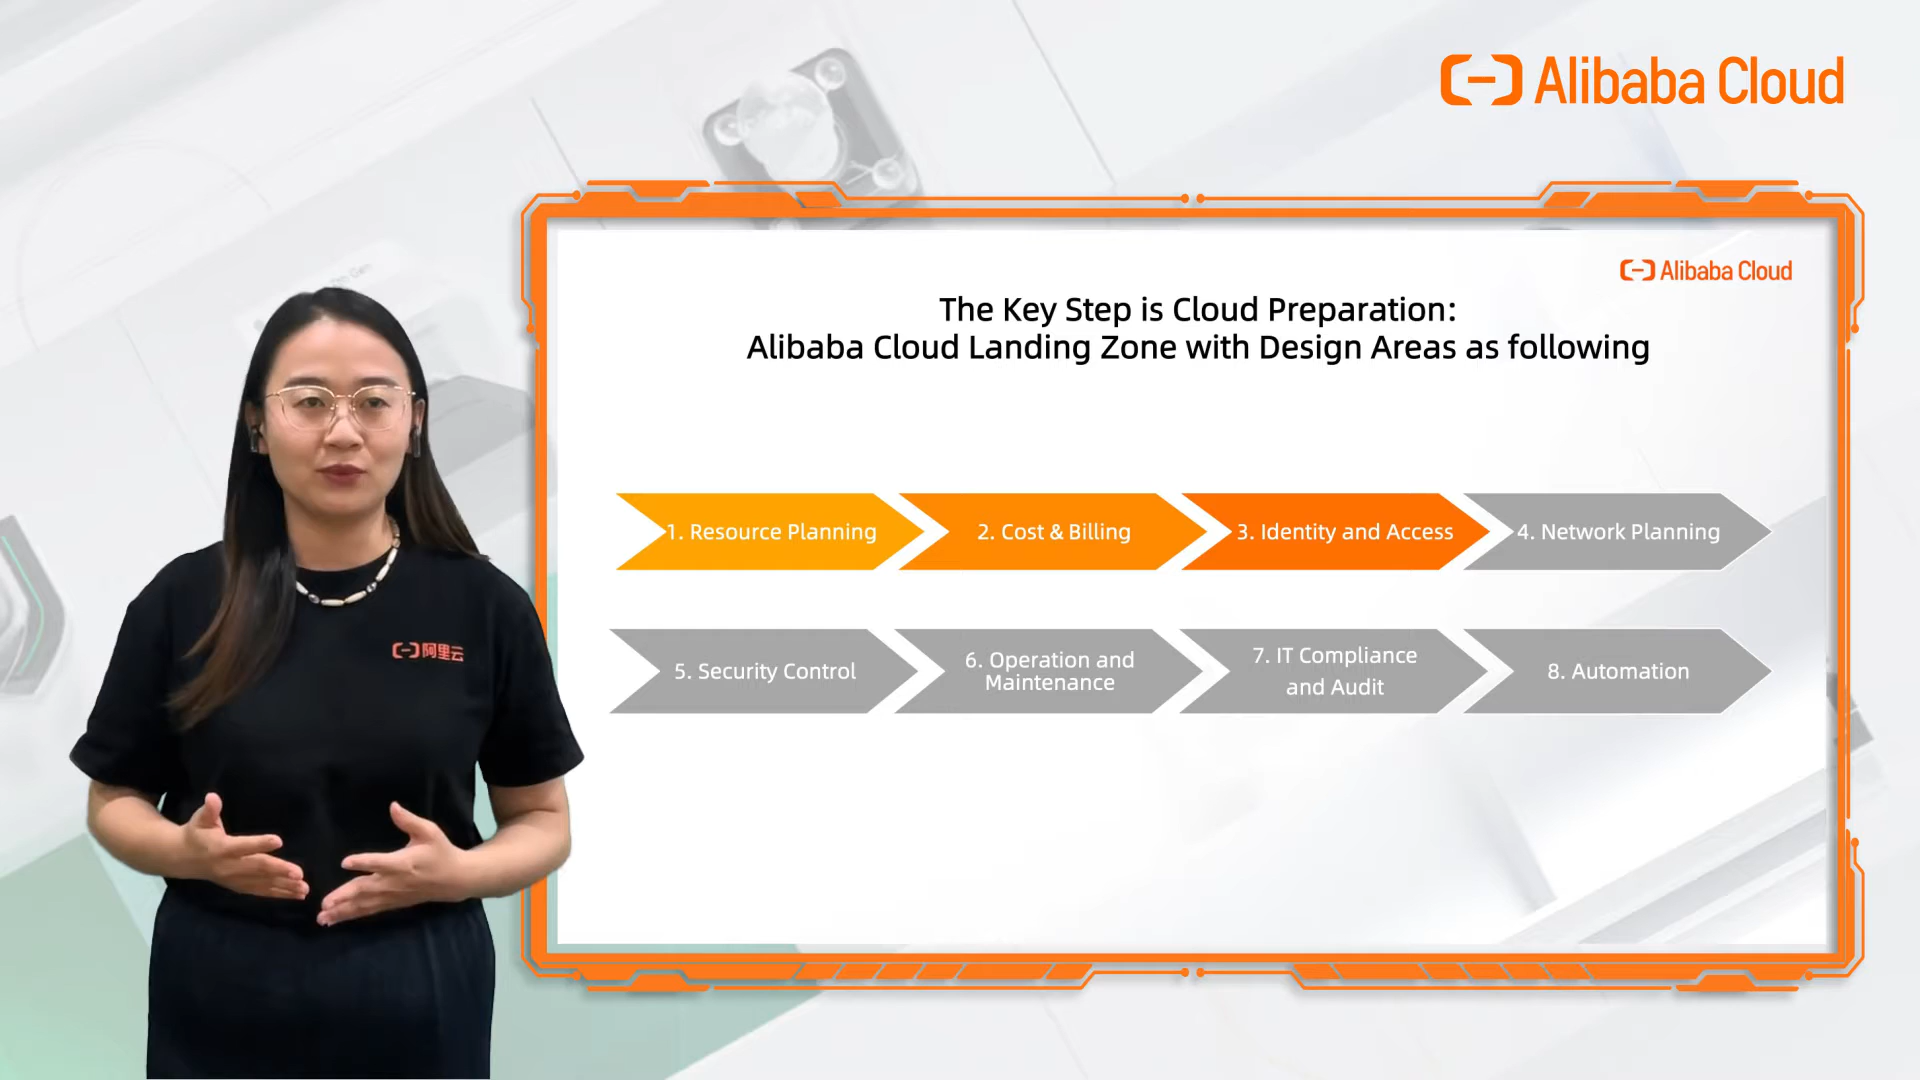 Alibaba Cloud
Alibaba Cloud
The Key Step is Cloud Preparation:
Alibaba Cloud Landing Zone with Design Areas as following
1. Resource Planning
2. Cost & Billing
3. Identity and Access
4. Network Planning
5. Security Control
6. Operation and
Maintenance
7. IT Compliance
and Audit
8. Automation
阿里云